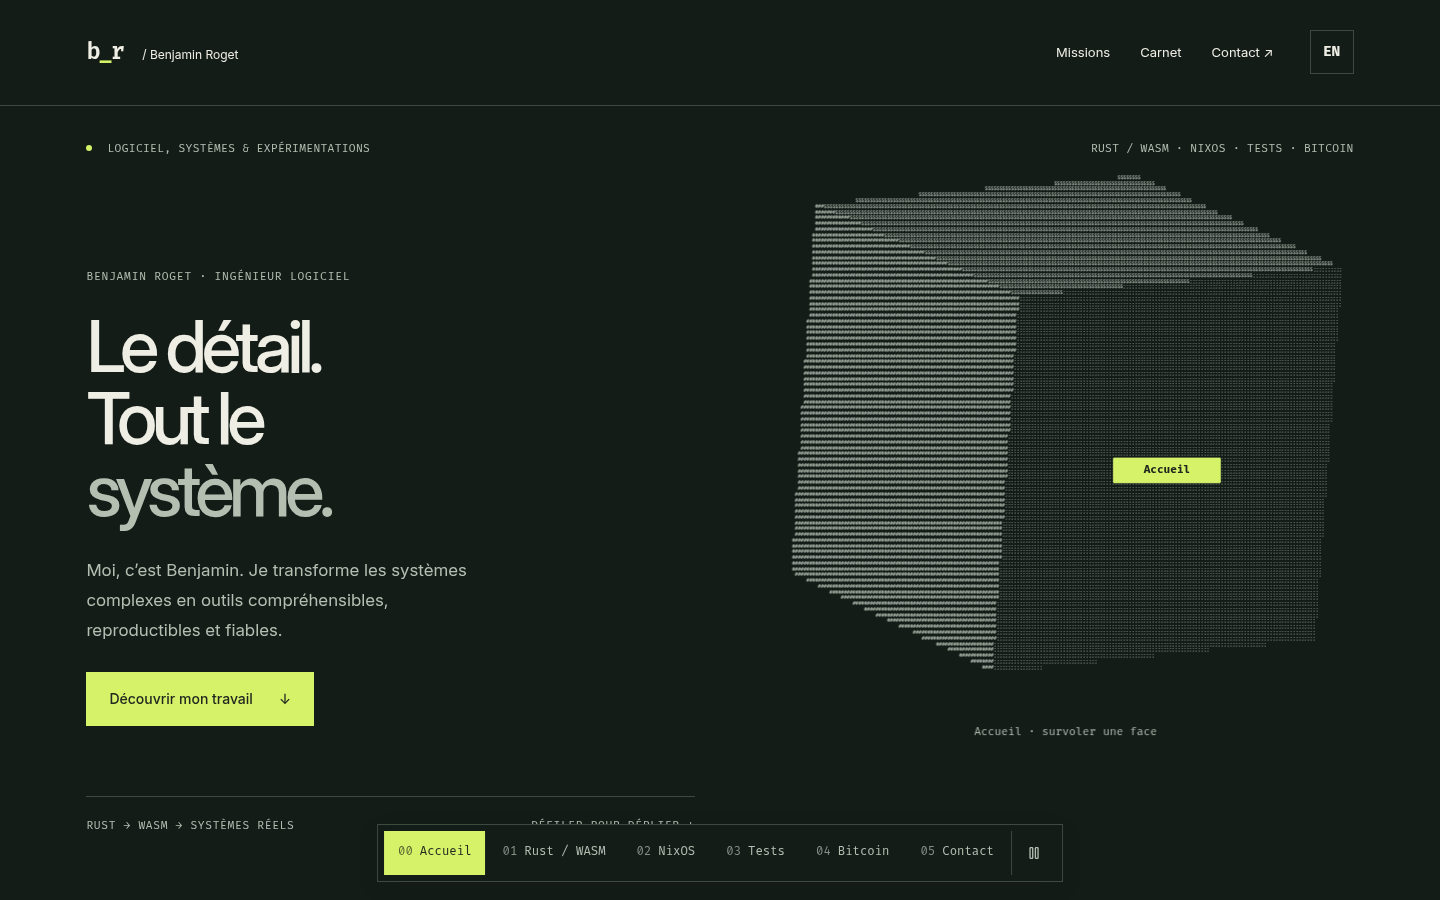 b_r / Benjamin Roget
Missions Carnet Contact ↗ EN
LOGICIEL, SYSTÈMES & EXPÉRIMENTATIONS
RUST / WASM · NIXOS · TESTS · BITCOIN
BENJAMIN ROGET · INGÉNIEUR LOGICIEL
Le détail.
Tout le
système.
Moi, c’est Benjamin. Je transforme les systèmes
complexes en outils compréhensibles,
reproductibles et fiables.
Découvrir mon travail ↓
Accueil
Accueil · survoler une face
RUST → WASM → SYSTÈMES RÉELS
DÉFILER POUR DÉPLIER ↓
00 Accueil 01 Rust / WASM 02 NixOS 03 Tests 04 Bitcoin 05 Contact